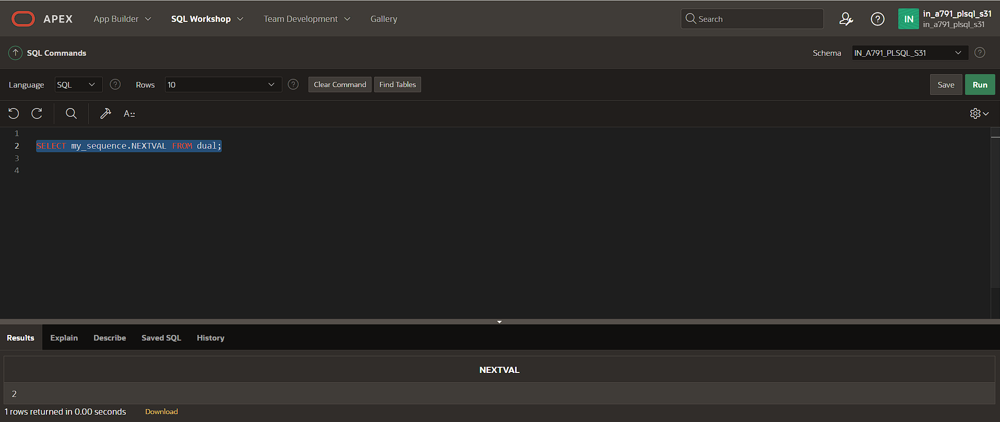 APEX App Builder SQL Workshop Team Development Gallery Search IN in_a791_plsql_s31
in_a791_plsql_s31
SQL Commands Schema IN_A791_PLSQL_S31
Language SQL Rows 10 Clear Command Find Tables Save Run
A::
1
2 SELECT my_sequence.NEXTVAL FROM dual;
3
4
Results Explain Describe Saved SQL History
NEXTVAL
2
1 rows returned in 0.00 seconds Download